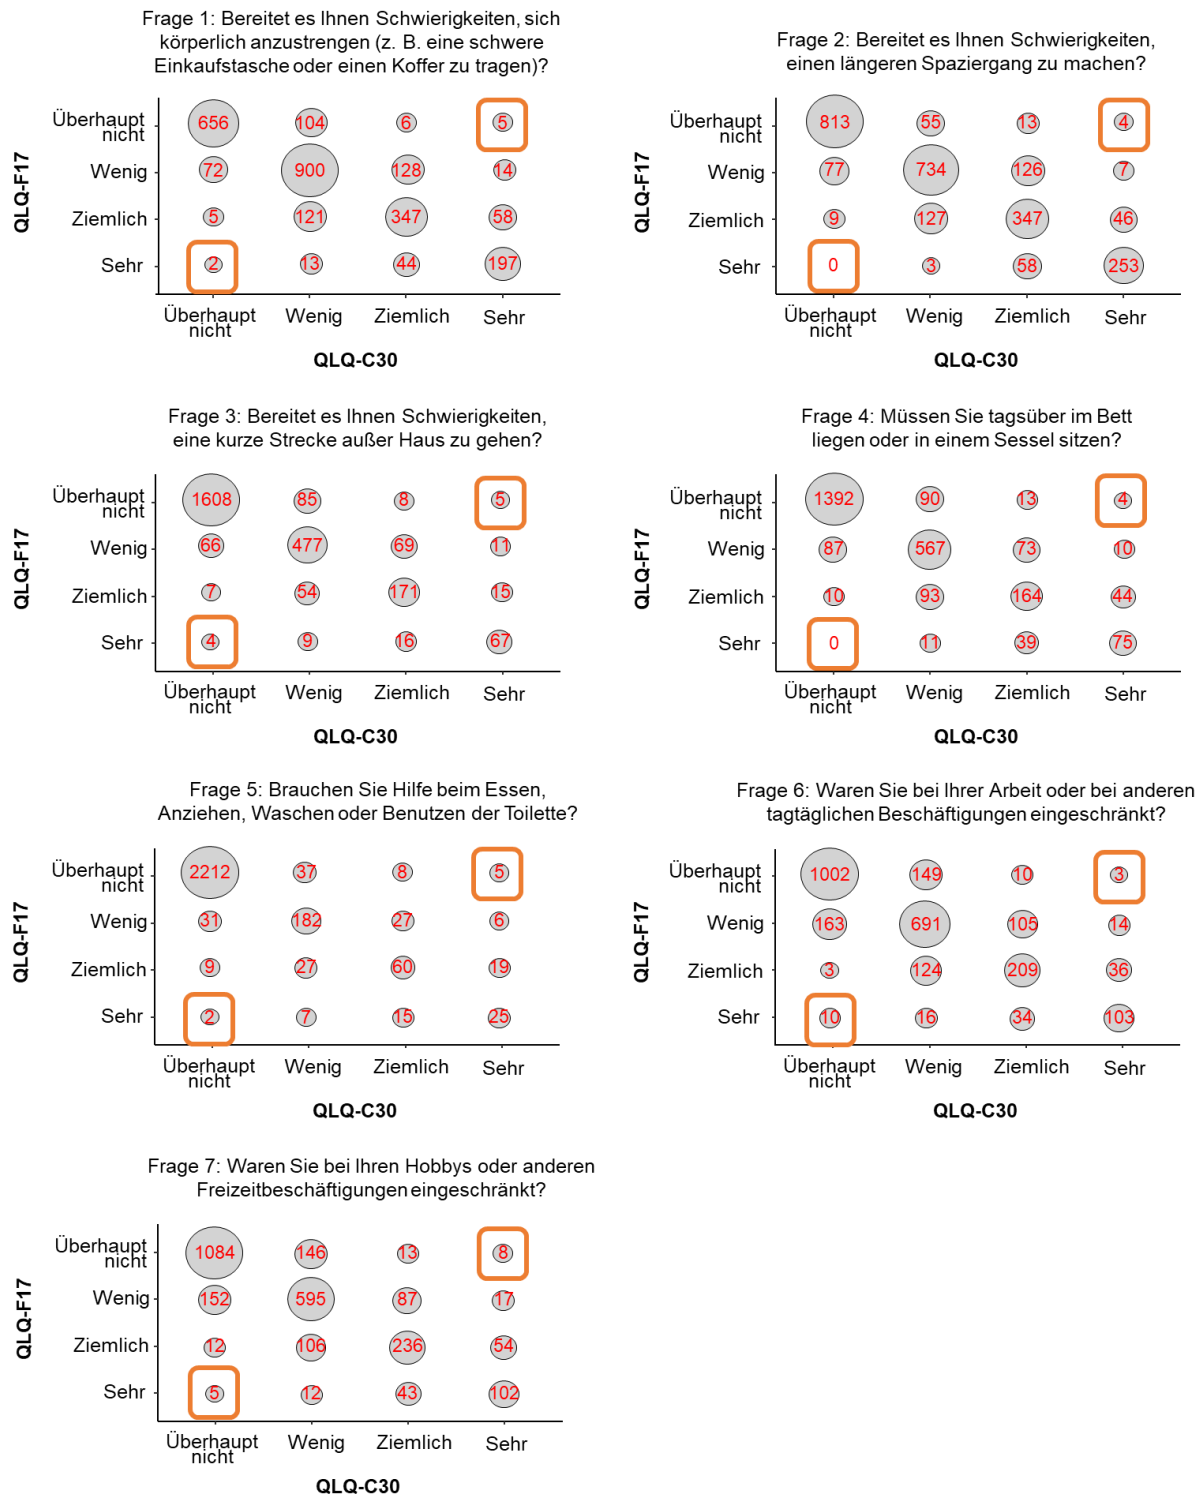 Frage 1: Bereitet es Ihnen Schwierigkeiten, sich
körperlich anzustrengen (z. B. eine schwere
Einkaufstasche oder einen Koffer zu tragen)?
QLQ-F17
Überhaupt
nicht
656 104 6 5
Wenig
72 900 128 14
Ziemlich
5 121 347 58
Sehr
2 13 44 197
Überhaupt
nicht
Wenig
Ziemlich
Sehr
QLQ-C30
Frage 2: Bereitet es Ihnen Schwierigkeiten,
einen längeren Spaziergang zu machen?
QLQ-F17
Überhaupt
nicht
813 55 13 4
Wenig
77 734 126 7
Ziemlich
9 127 347 46
Sehr
0 3 58 253
Überhaupt
nicht
Wenig
Ziemlich
Sehr
QLQ-C30
Frage 3: Bereitet es Ihnen Schwierigkeiten,
eine kurze Strecke außer Haus zu gehen?
QLQ-F17
Überhaupt
nicht
1608 85 8 5
Wenig
66 477 69 11
Ziemlich
7 54 171 15
Sehr
4 9 16 67
Überhaupt
nicht
Wenig
Ziemlich
Sehr
QLQ-C30
Frage 4: Müssen Sie tagsüber im Bett
liegen oder in einem Sessel sitzen?
QLQ-F17
Überhaupt
nicht
1392 90 13 4
Wenig
87 567 73 10
Ziemlich
10 93 164 44
Sehr
0 11 39 75
Überhaupt
nicht
Wenig
Ziemlich
Sehr
QLQ-C30
Frage 5: Brauchen Sie Hilfe beim Essen,
Anziehen, Waschen oder Benutzen der Toilette?
QLQ-F17
Überhaupt
nicht
2212 37 8 5
Wenig
31 182 27 6
Ziemlich
9 27 60 19
Sehr
2 7 15 25
Überhaupt
nicht
Wenig
Ziemlich
Sehr
QLQ-C30
Frage 6: Waren Sie bei Ihrer Arbeit oder bei anderen
tagtäglichen Beschäftigungen eingeschränkt?
QLQ-F17
Überhaupt
nicht
1002 149 10 3
Wenig
163 691 105 14
Ziemlich
3 124 209 36
Sehr
10 16 34 103
Überhaupt
nicht
Wenig
Ziemlich
Sehr
QLQ-C30
Frage 7: Waren Sie bei Ihren Hobbys oder anderen
Freizeitbeschäftigungen eingeschränkt?
QLQ-F17
Überhaupt
nicht
1084 146 13 8
Wenig
152 595 87 17
Ziemlich
12 106 236 54
Sehr
5 12 43 102
Überhaupt
nicht
Wenig
Ziemlich
Sehr
QLQ-C30